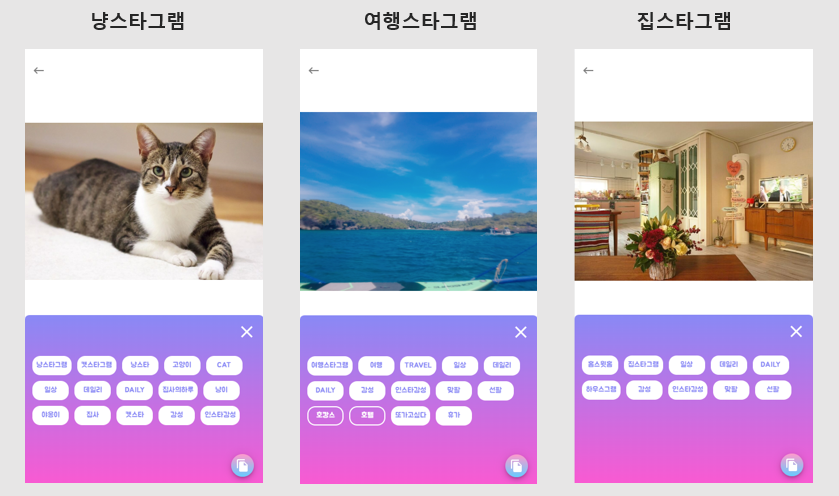 냥스타그램
여행스타그램
집스타그램
냥스타그램 캣스타그램 냥스타 고양이 CAT
일상 데일리 DAILY 집사의하루 냥이
야옹이 집사 캣스타 감성 인스타감성
여행스타그램 여행 TRAVEL 일상 데일리
DAILY 감성 인스타감성 맞팔 선팔
호캉스 호텔 또가고싶다 휴가
홈스윗홈 집스타그램 일상 데일리 DAILY
하우스그램 감성 인스타감성 맞팔 선팔